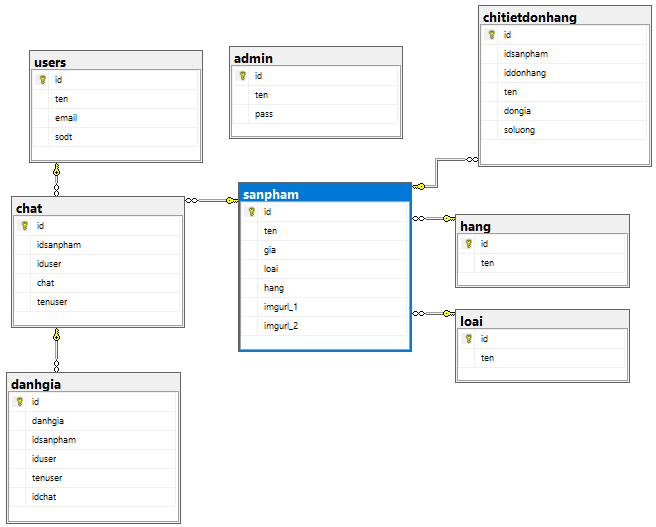 users
id
ten
email
sodt
admin
id
ten
pass
chitietdonhang
id
idsanpham
iddonhang
ten
dongia
soluong
chat
id
idsanpham
iduser
chat
tenuser
sanpham
id
ten
gia
loai
hang
imgurl_1
imgurl_2
hang
id
ten
loai
id
ten
danhgia
id
danhgia
idsanpham
iduser
tenuser
idchat